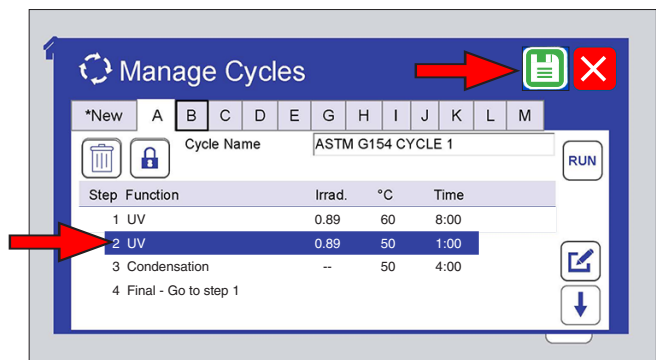 Manage Cycles
*New A B C D E G H I J K L M
Cycle Name ASTM G154 CYCLE 1
RUN
Step Function Irrad. °C Time
1 UV 0.89 60 8:00
2 UV 0.89 50 1:00
3 Condensation -- 50 4:00
4 Final - Go to step 1